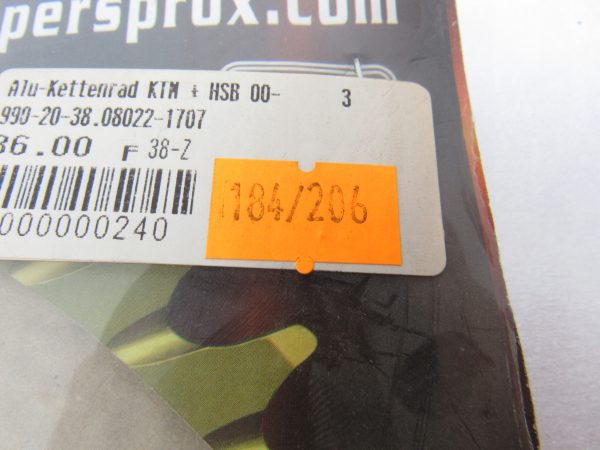 persprox.com
Alu-Kettenrad KTM + HSB 00- 3
990-20-38.08022-1707
36.00 F 38-Z
184/206
000000240